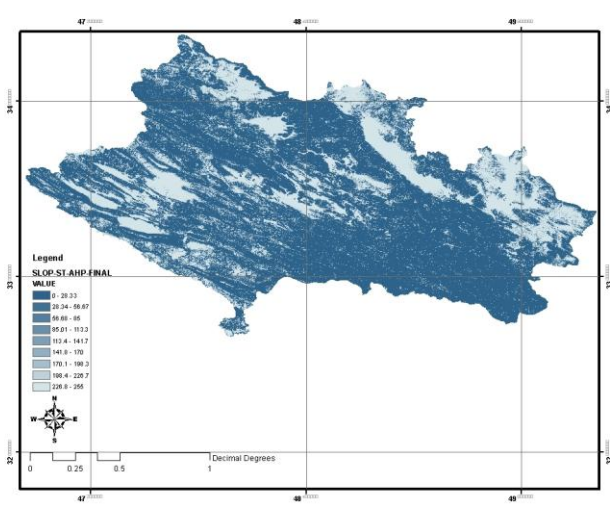 47 48 49
34 34
33 33
32 32
Legend
SLOP-ST-AHP-FINAL
VALUE
0 - 28.33
28.34 - 56.67
56.68 - 85
85.01 - 113.3
113.4 - 141.7
141.8 - 170
170.1 - 198.3
198.4 - 226.7
226.8 - 255
N
W E
S
Decimal Degrees
0 0.25 0.5 1
47 48 49